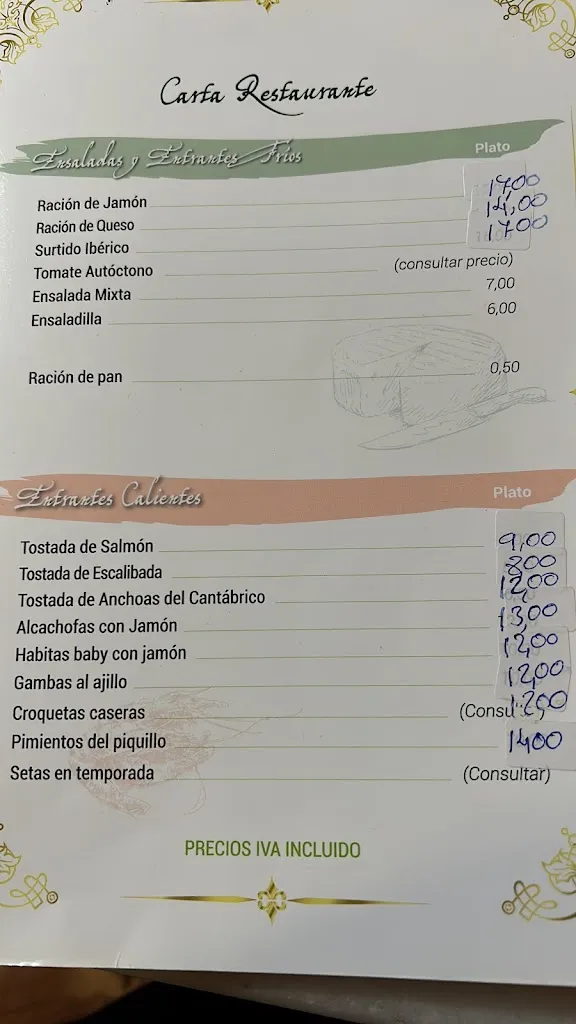 Carta Restaurante
Ensaladas y Entrantes Fríos Plato
Ración de Jamón 17,00
Ración de Queso 14,00
Surtido Ibérico 17,00
Tomate Autóctono (consultar precio)
Ensalada Mixta 7,00
Ensaladilla 6,00
Ración de pan 0,50
Entrantes Calientes Plato
Tostada de Salmón 9,00
Tostada de Escalibada 8,00
Tostada de Anchoas del Cantábrico 12,00
Alcachofas con Jamón 13,00
Habitas baby con jamón 12,00
Gambas al ajillo 12,00
Croquetas caseras 12,00
Pimientos del piquillo 14,00
Setas en temporada (Consultar)
PRECIOS IVA INCLUIDO